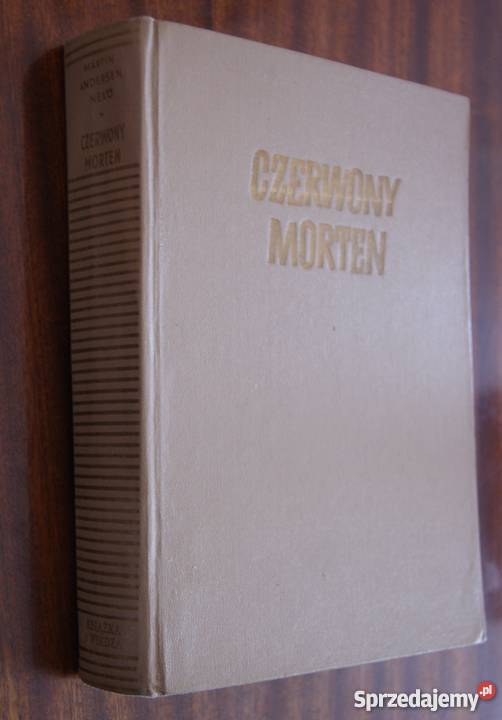 MARTIN
ANDERSEN
NEXÖ
CZERWONY
MORTEN
KSIĄŻKA
I WIEDZA
CZERWONY
MORTEN
Sprzedajemy.pl